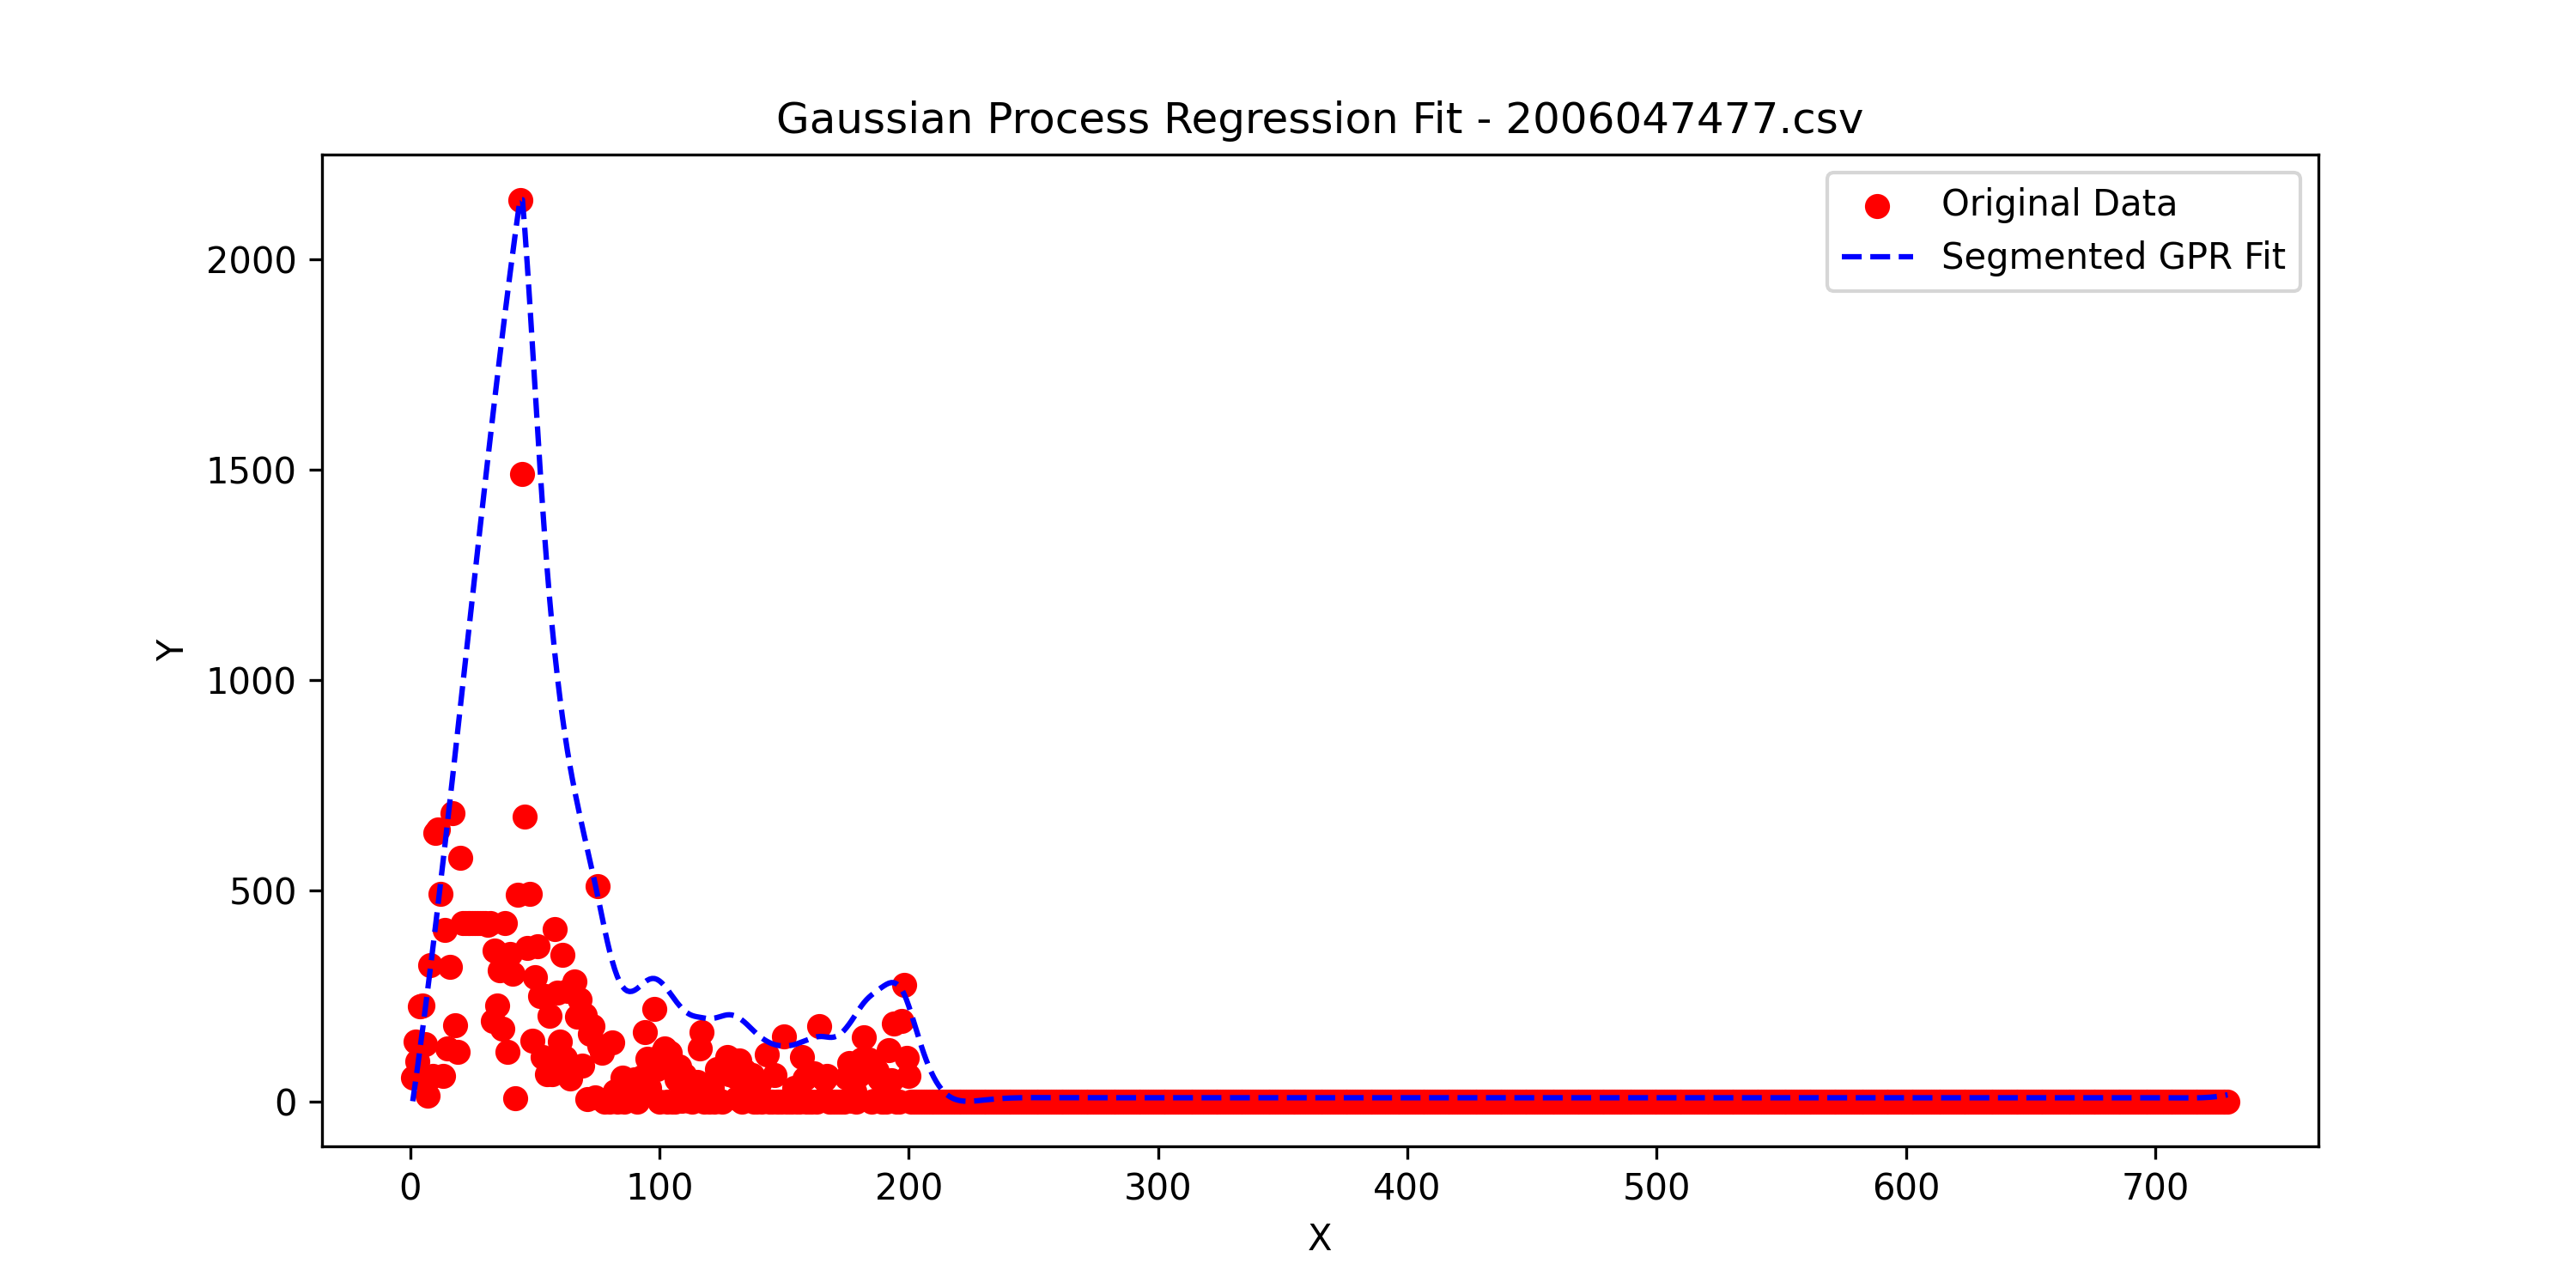 Gaussian Process Regression Fit - 2006047477.csv
Original Data
Segmented GPR Fit
2000
1500
1000
500
0
Y
0 100 200 300 400 500 600 700
X